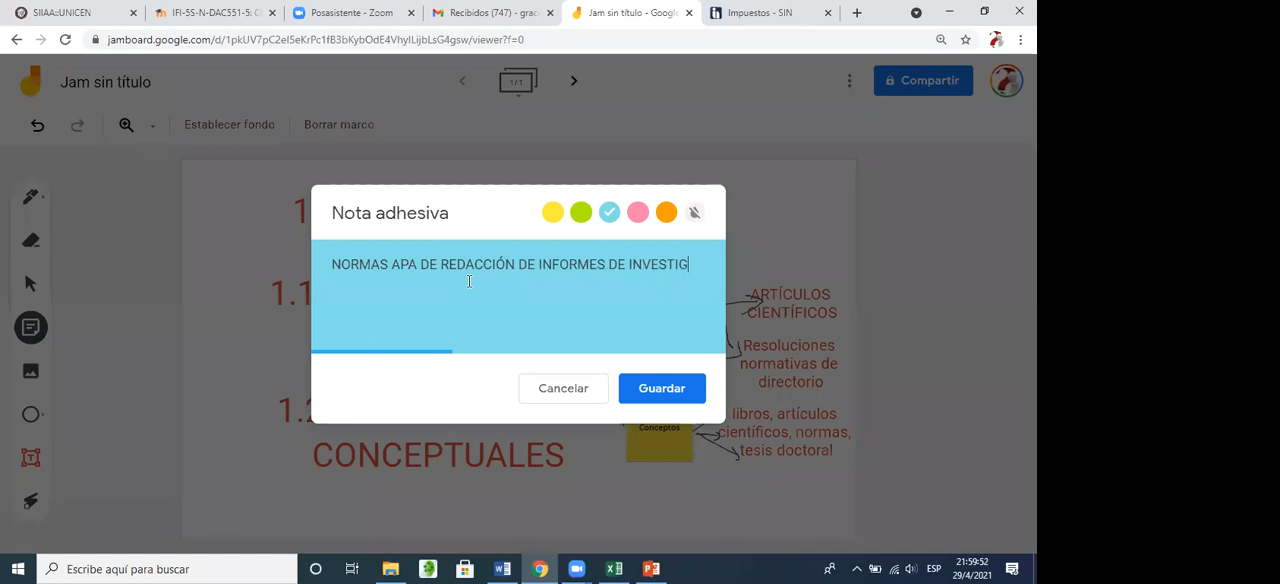 SIIAA::UNICEN
IFI-5S-N-DAC551-5: C
Posasistente - Zoom
Recibidos (747) - grac
Jam sin título - Google
Impuestos - SIN
jamboard.google.com/d/1pkUV7pC2eI5eKrPc1fB3bKybOdE4VhyILijbLsG4gsw/viewer?f=0
Jam sin título
1/1
Compartir
Establecer fondo
Borrar marco
1
Nota adhesiva
NORMAS APA DE REDACCIÓN DE INFORMES DE INVESTIG
1.1
ARTÍCULOS
CIENTÍFICOS
Resoluciones
normativas de
directorio
Cancelar
Guardar
1.2
Conceptos
libros, artículos
científicos, normas,
tesis doctoral
CONCEPTUALES
Escribe aquí para buscar
ESP
21:59:52
29/4/2021